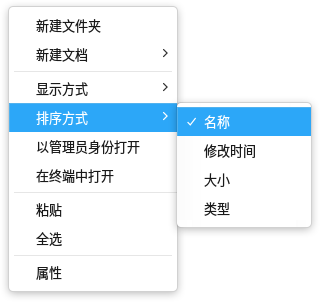 新建文件夹
新建文档
显示方式
排序方式
以管理员身份打开
在终端中打开
粘贴
全选
属性
名称
修改时间
大小
类型